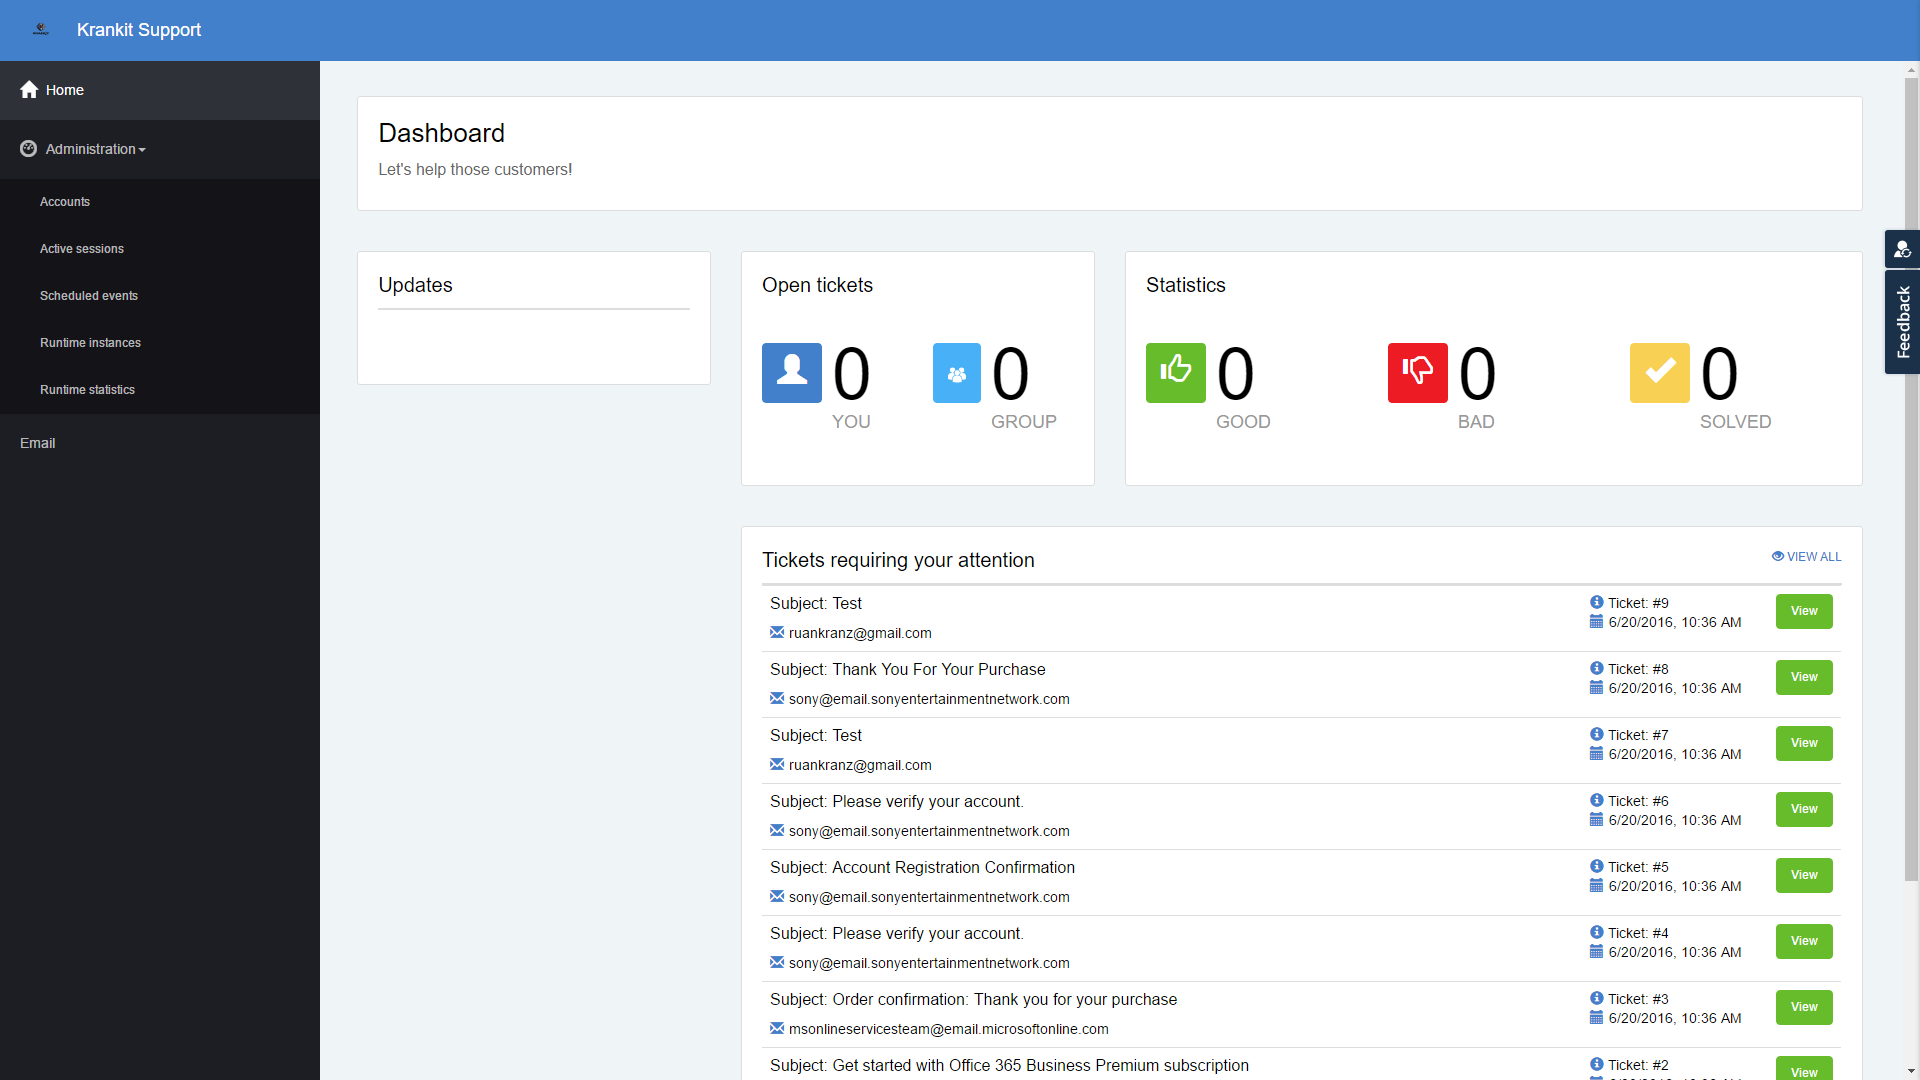 Krankit Support
Home
Administration
Accounts
Active sessions
Scheduled events
Runtime instances
Runtime statistics
Email
Dashboard
Let's help those customers!
Updates
Open tickets
0
YOU
0
GROUP
Statistics
0
GOOD
0
BAD
0
SOLVED
Feedback
Tickets requiring your attention
VIEW ALL
Subject: Test
ruankranz@gmail.com
Ticket: #9
6/20/2016, 10:36 AM
View
Subject: Thank You For Your Purchase
sony@email.sonyentertainmentnetwork.com
Ticket: #8
6/20/2016, 10:36 AM
View
Subject: Test
ruankranz@gmail.com
Ticket: #7
6/20/2016, 10:36 AM
View
Subject: Please verify your account.
sony@email.sonyentertainmentnetwork.com
Ticket: #6
6/20/2016, 10:36 AM
View
Subject: Account Registration Confirmation
sony@email.sonyentertainmentnetwork.com
Ticket: #5
6/20/2016, 10:36 AM
View
Subject: Please verify your account.
sony@email.sonyentertainmentnetwork.com
Ticket: #4
6/20/2016, 10:36 AM
View
Subject: Order confirmation: Thank you for your purchase
msonlineservicesteam@email.microsoftonline.com
Ticket: #3
6/20/2016, 10:36 AM
View
Subject: Get started with Office 365 Business Premium subscription
Ticket: #2
View